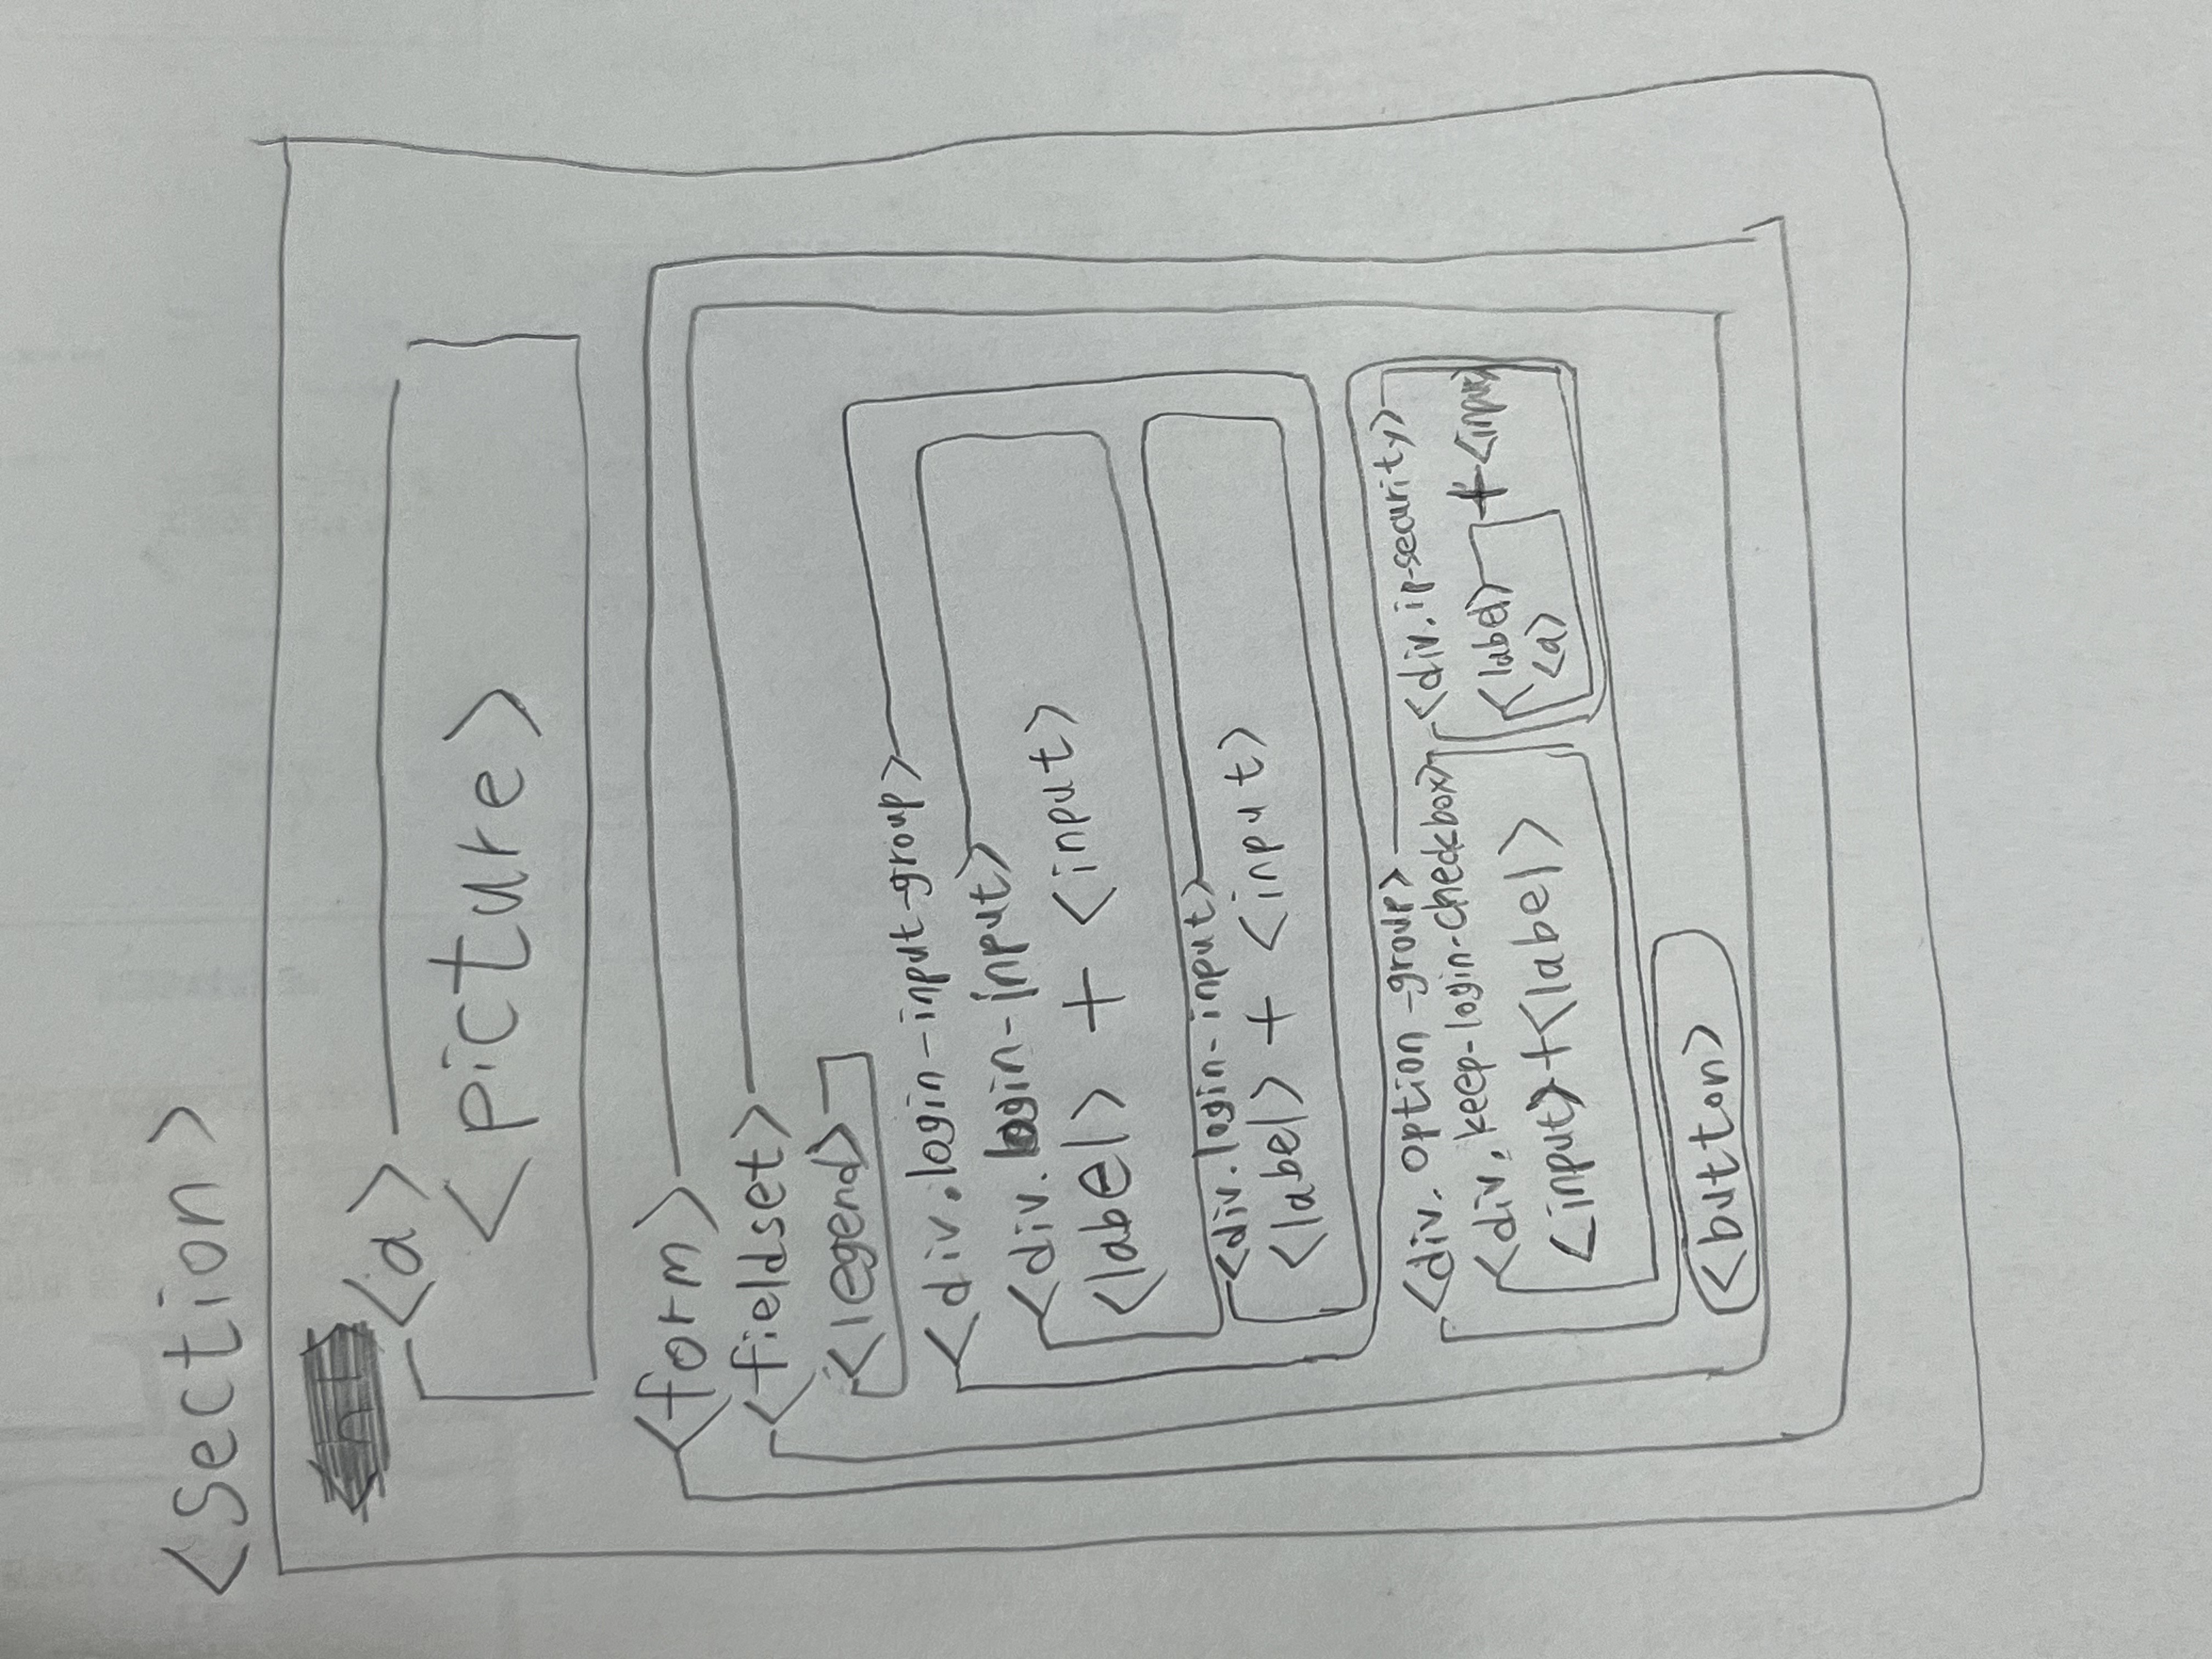 <section>
<a>
<picture>
<form>
<fieldset>
<legend>
<div.login-input-group>
<div.login-input>
<label> + <input>
<div.login-input>
<label> + <input>
<div.option-group>
<div.keep-login-checkbox>
<input> + <label>
<div.ip-security>
<label> + <input>
<a>
<button>